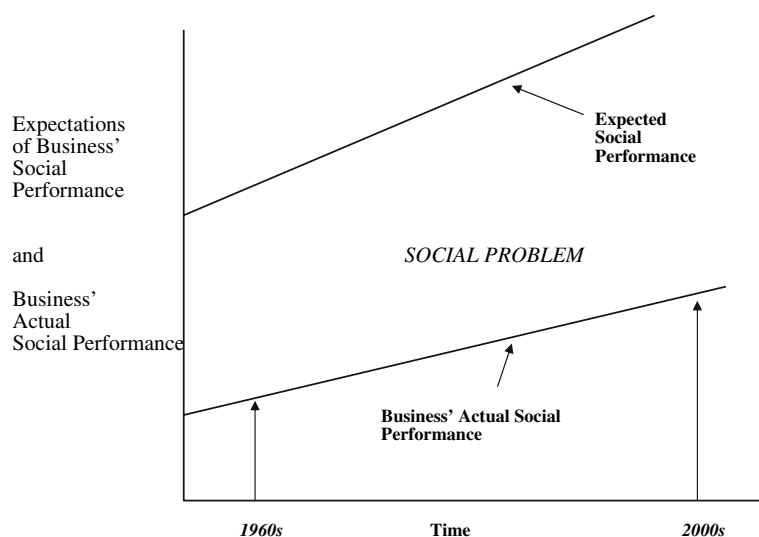 Expectations
of Business'
Social
Performance
and
Business'
Actual
Social Performance
Expected
Social
Performance
SOCIAL PROBLEM
Business' Actual Social
Performance
1960s
Time
2000s